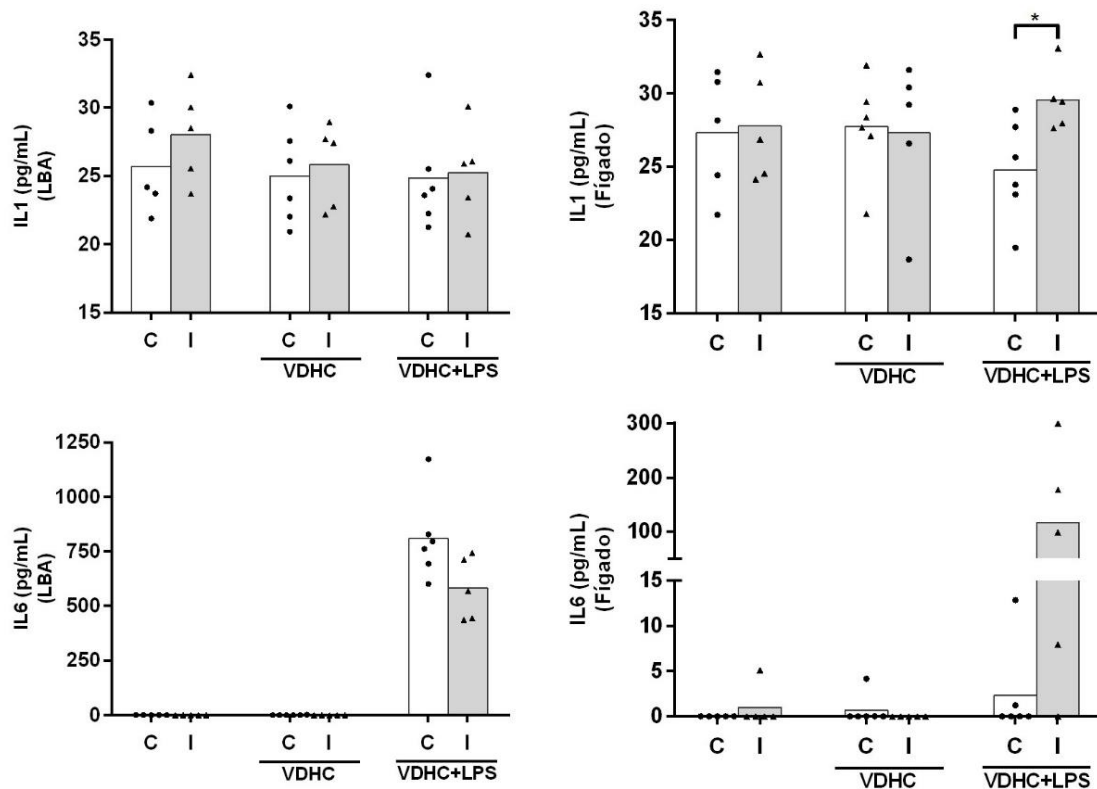 IL1 (pg/mL)
(LBA)
35
30
25
20
15
C I C I C I
VDHC VDHC+LPS
IL1 (pg/mL)
(Fígado)
35
30
25
30
15
*
C I C I C I
VDHC VDHC+LPS
IL6 (pg/mL)
(LBA)
1250
1000
750
500
250
0
C I C I C I
VDHC VDHC+LPS
IL6 (pg/mL)
(Fígado)
300
200
100
15
10
5
0
C I C I C I
VDHC VDHC+LPS